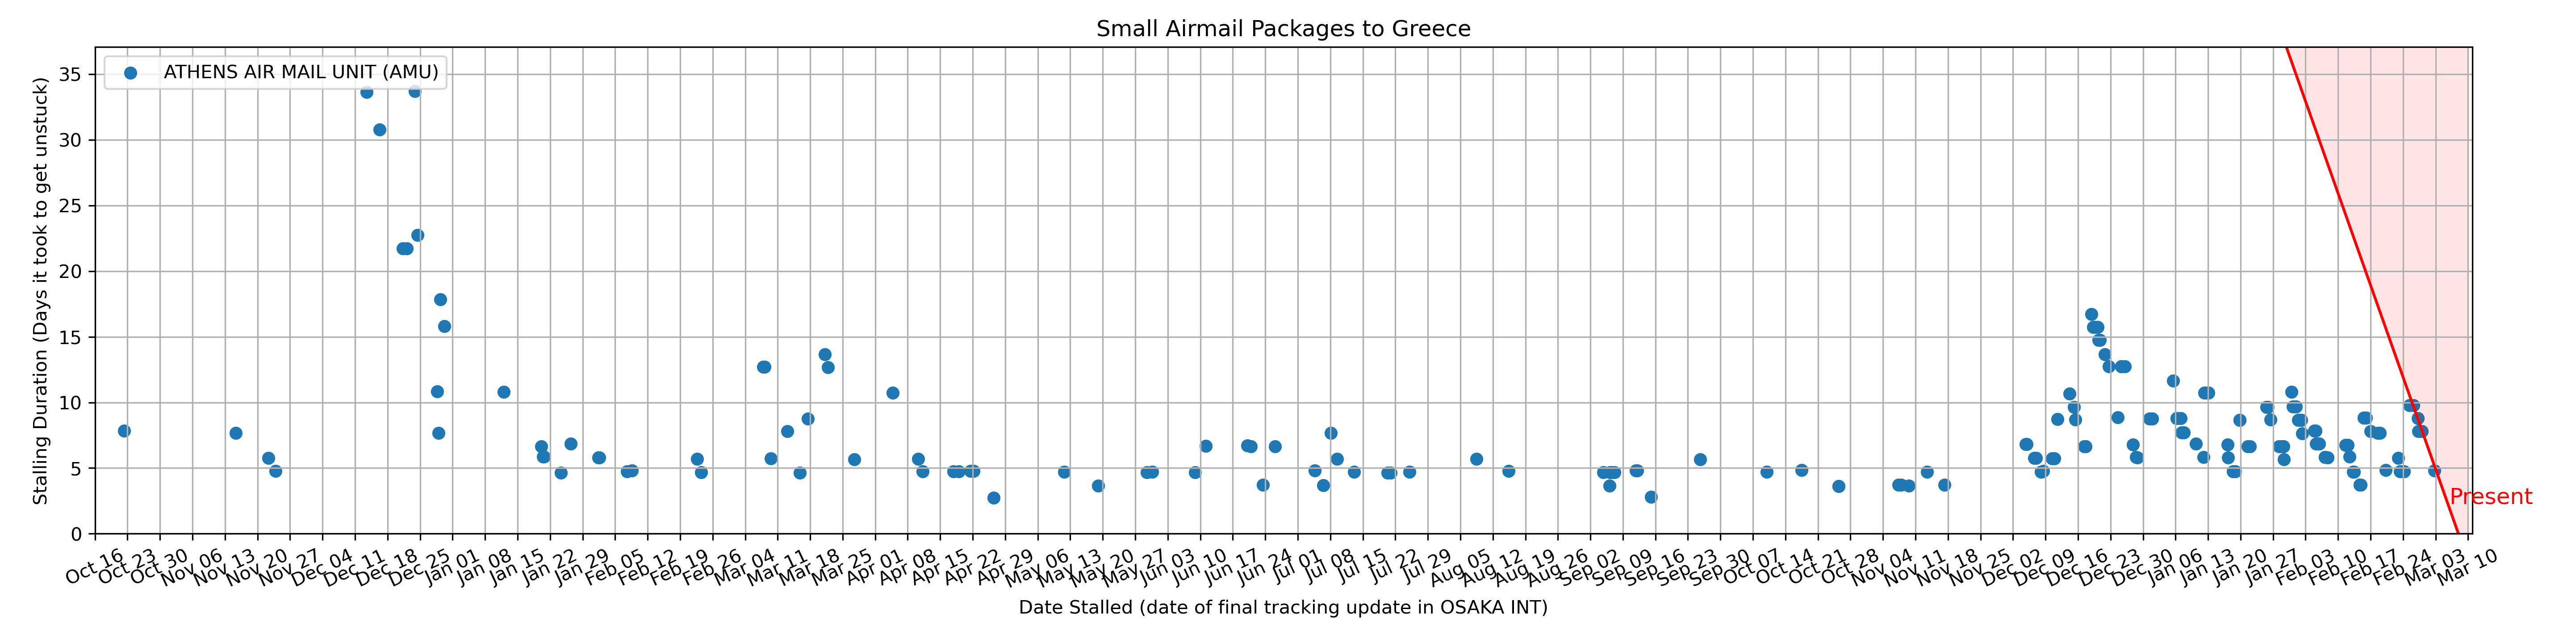 Small Airmail Packages to Greece
ATHENS AIR MAIL UNIT (AMU)
Stalling Duration (Days it took to get unstuck)
35
30
25
20
15
10
5
0
Present
Oct 16
Oct 23
Oct 30
Nov 06
Nov 13
Nov 20
Nov 27
Dec 04
Dec 11
Dec 18
Dec 25
Jan 01
Jan 08
Jan 15
Jan 22
Jan 29
Feb 05
Feb 12
Feb 19
Feb 26
Mar 04
Mar 11
Mar 18
Mar 25
Apr 01
Apr 08
Apr 15
Apr 22
Apr 29
May 06
May 13
May 20
May 27
Jun 03
Jun 10
Jun 17
Jun 24
Jul 01
Jul 08
Jul 15
Jul 22
Jul 29
Aug 05
Aug 12
Aug 19
Aug 26
Sep 02
Sep 09
Sep 16
Sep 23
Sep 30
Oct 07
Oct 14
Oct 21
Oct 28
Nov 04
Nov 11
Nov 18
Nov 25
Dec 02
Dec 09
Dec 16
Dec 23
Dec 30
Jan 06
Jan 13
Jan 20
Jan 27
Feb 03
Feb 10
Feb 17
Feb 24
Mar 03
Mar 10
Date Stalled (date of final tracking update in OSAKA INT)